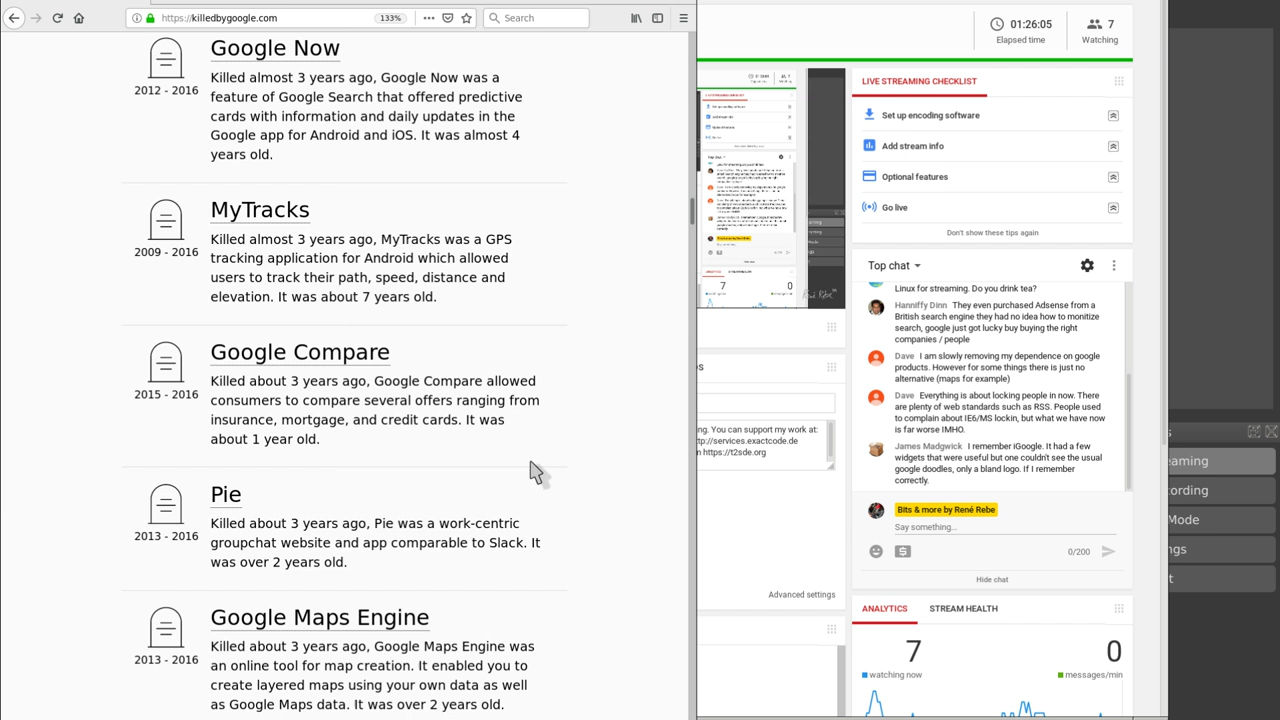 https://killedbygoogle.com
133%
Search
Google Now
2012 - 2016
Killed almost 3 years ago, Google Now was a
feature of Google Search that offered predictive
cards with information and daily updates in the
Google app for Android and iOS. It was almost 4
years old.
MyTracks
2009 - 2016
Killed almost 3 years ago, MyTracks was a GPS
tracking application for Android which allowed
users to track their path, speed, distance and
elevation. It was about 7 years old.
Google Compare
2015 - 2016
Killed about 3 years ago, Google Compare allowed
consumers to compare several offers ranging from
insurance, mortgage, and credit cards. It was
about 1 year old.
Pie
2013 - 2016
Killed about 3 years ago, Pie was a work-centric
group chat website and app comparable to Slack. It
was over 2 years old.
Google Maps Engine
2013 - 2016
Killed about 3 years ago, Google Maps Engine was
an online tool for map creation. It enabled you to
create layered maps using your own data as well
as Google Maps data. It was over 2 years old.
01:26:05
Elapsed time
7
Watching
LIVE STREAMING CHECKLIST
Set up encoding software
Add stream info
Optional features
Go live
Don't show these tips again
Top chat
Linux for streaming. Do you drink tea?
Hanniffy Dinn They even purchased Adsense from a
British search engine they had no idea how to monitize
search, google just got lucky buy buying the right
companies / people
Dave I am slowly removing my dependence on google
products. However for some things there is just no
alternative (maps for example)
Dave Everything is about locking people in now. There
are plenty of web standards such as RSS. People used
to complain about IE6/MS lockin, but what we have now
is far worse IMHO.
James Madgwick I remember iGoogle. It had a few
widgets that were useful but one couldn't see the usual
google doodles, only a bland logo. If I remember
correctly.
Bits & more by René Rebe
Say something...
0/200
Hide chat
ANALYTICS
STREAM HEALTH
7
watching now
0
messages/min
ng. You can support my work at:
ttp://services.exactcode.de
n https://t2sde.org
Advanced settings
René Rebe
s
eaming
cording
Mode
ngs
t